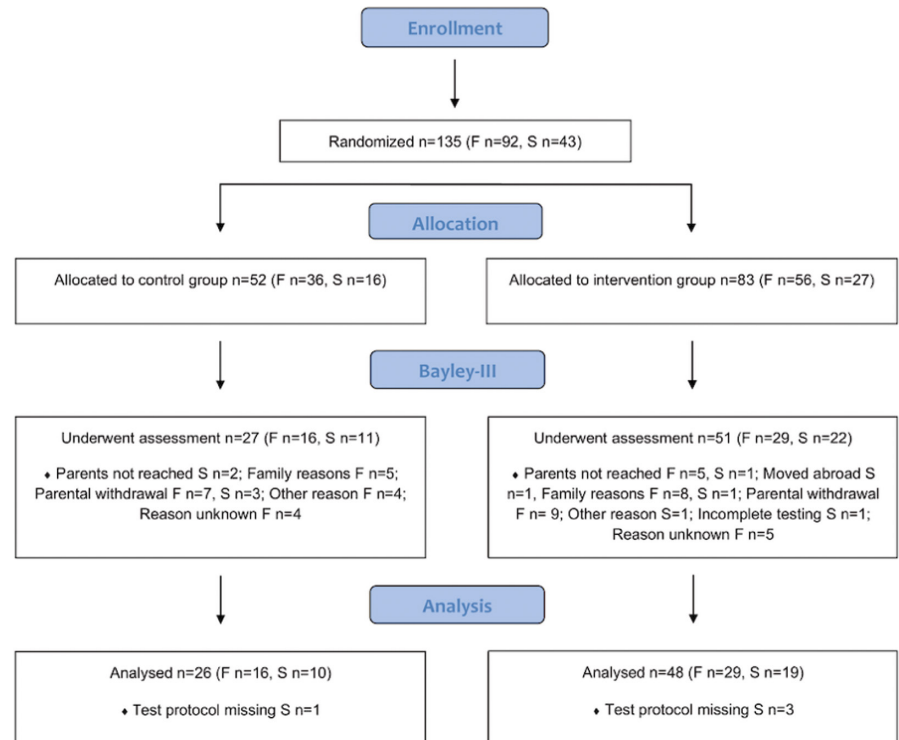 Enrollment
Randomized n=135 (F n=92, S n=43)
Allocation
Allocated to control group n=52 (F n=36, S n=16)
Allocated to intervention group n=83 (F n=56, S n=27)
Bayley-III
Underwent assessment n=27 (F n=16, S n=11)
♦ Parents not reached S n=2; Family reasons F n=5;
Parental withdrawal F n=7, S n=3; Other reason F n=4;
Reason unknown F n=4
Underwent assessment n=51 (F n=29, S n=22)
♦ Parents not reached F n=5, S n=1; Moved abroad S
n=1, Family reasons F n=8, S n=1; Parental withdrawal
F n= 9; Other reason S=1; Incomplete testing S n=1;
Reason unknown F n=5
Analysis
Analysed n=26 (F n=16, S n=10)
♦ Test protocol missing S n=1
Analysed n=48 (F n=29, S n=19)
♦ Test protocol missing S n=3